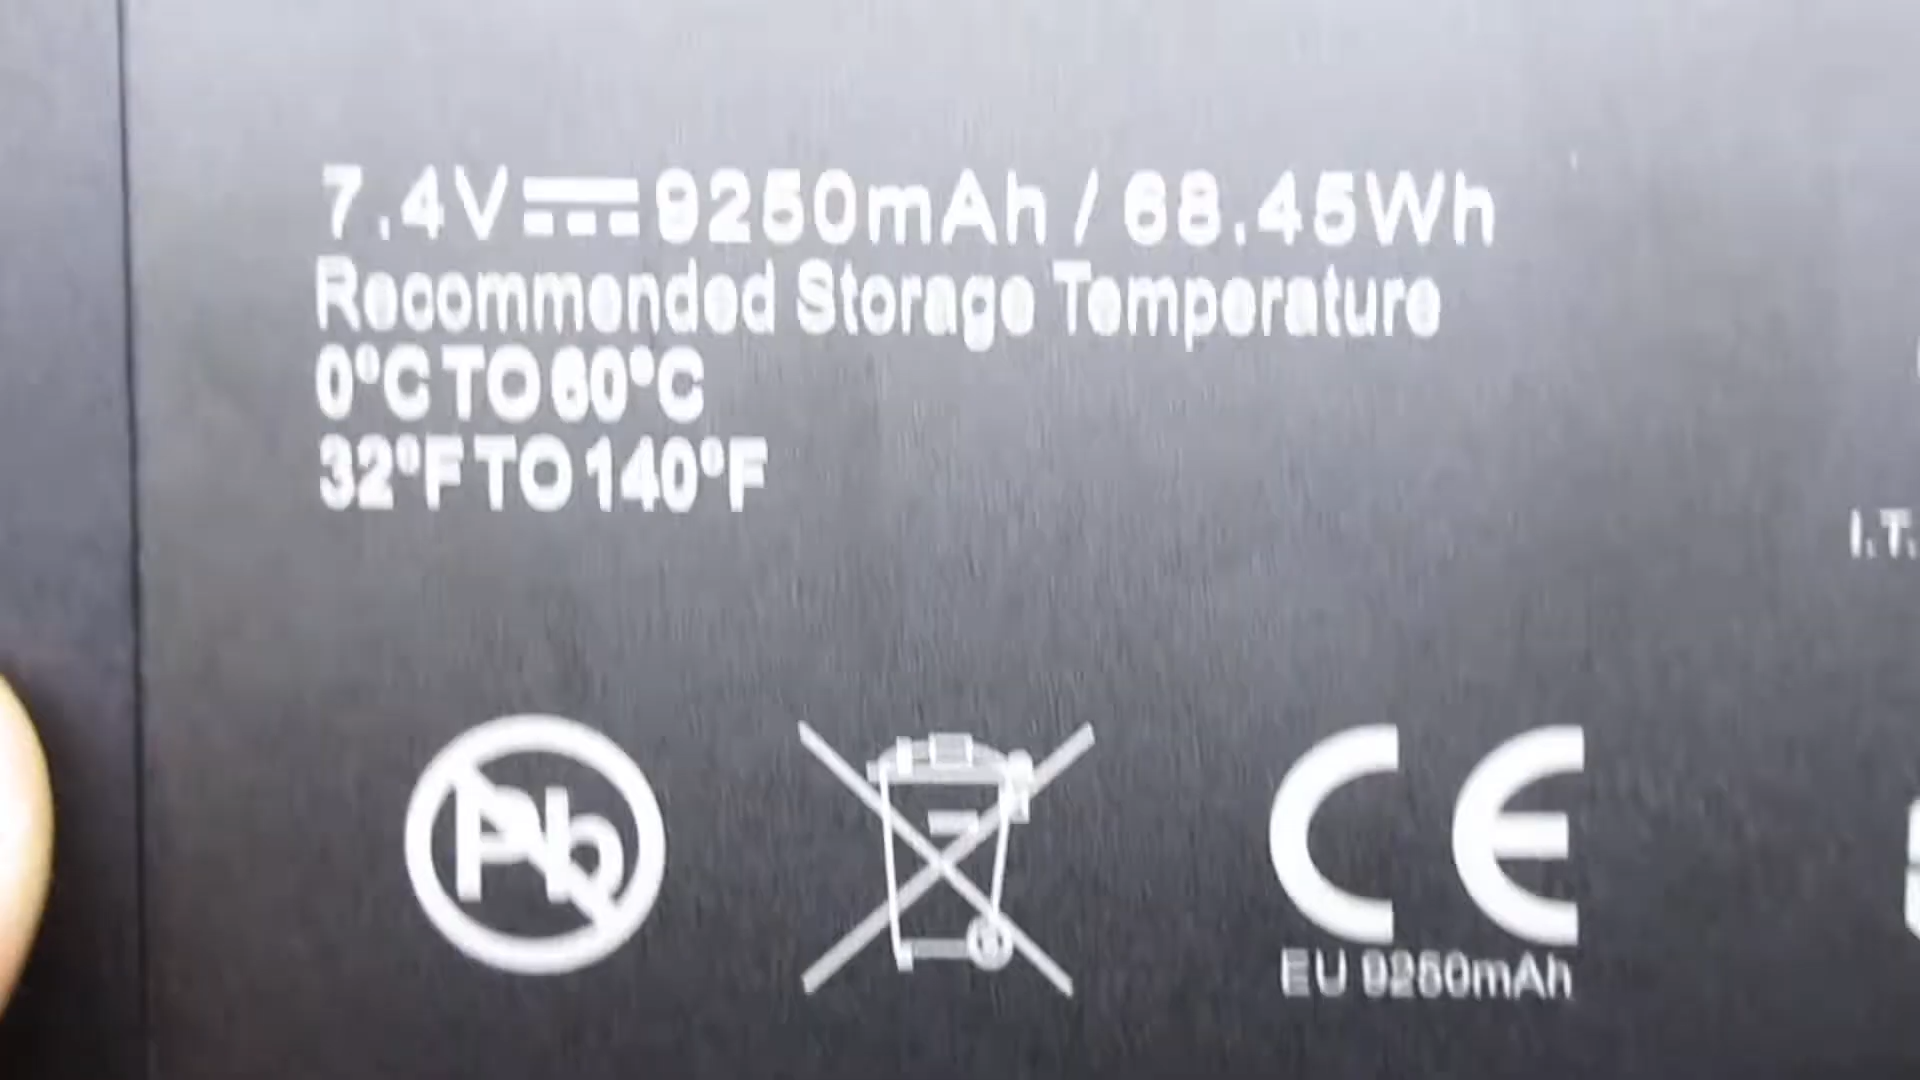 7.4V⎓9250mAh / 68.45Wh
Recommended Storage Temperature
0°C TO 60°C
32°F TO 140°F
I.T.
Pb
CE
EU 9250mAh